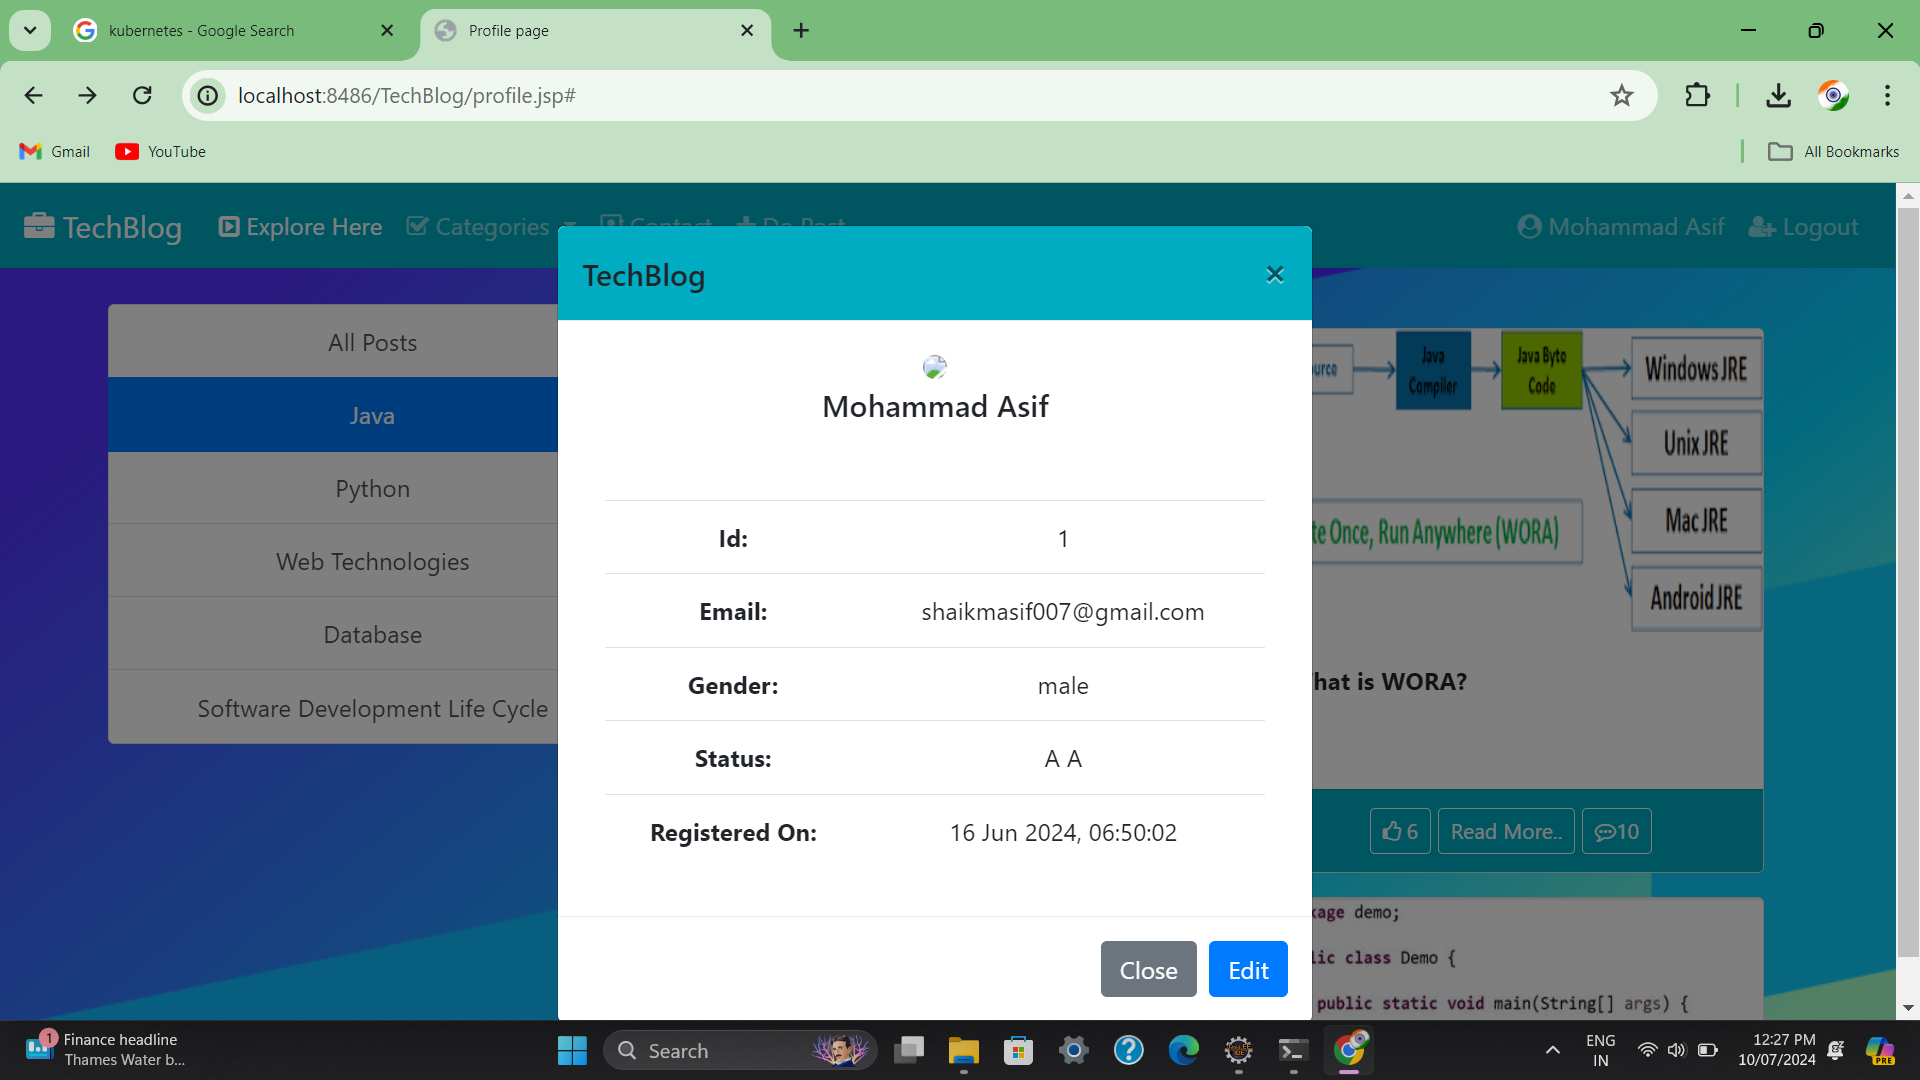 kubernetes - Google Search
Profile page
localhost:8486/TechBlog/profile.jsp#
Gmail
YouTube
All Bookmarks
TechBlog
Explore Here
Categories
Contact
Do Post
Mohammad Asif
Logout
TechBlog
×
All Posts
Java
Python
Web Technologies
Database
Software Development Life Cycle
Mohammad Asif
Id: 1
Email: shaikmasif007@gmail.com
Gender: male
Status: A A
Registered On: 16 Jun 2024, 06:50:02
Close
Edit
Java
Compiler
Java Byte
Code
Windows JRE
Unix JRE
Mac JRE
Android JRE
Once, Run Anywhere (WORA)
is WORA?
6
Read More..
10
demo;
class Demo {
public static void main(String[] args) {
1
Finance headline
Thames Water b...
Search
ENG
IN
12:27 PM
10/07/2024
PRE